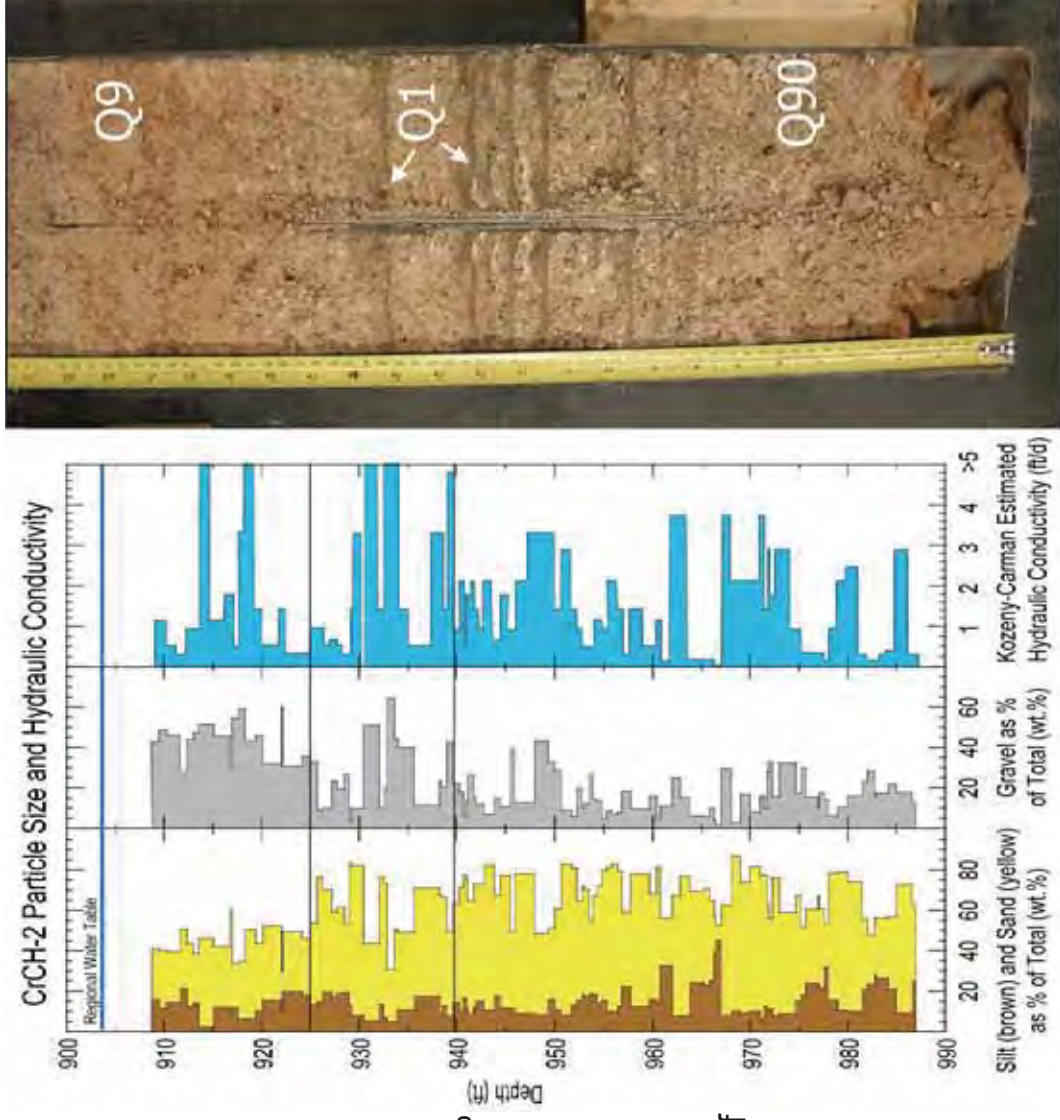 CrCH-2 Particle Size and Hydraulic Conductivity
Regional Water Table
Depth (ft)
900
910
920
930
940
950
960
970
980
990
20
40
60
80
Silt (brown) and Sand (yellow)
as % of Total (wt.%)
20
40
60
Gravel as %
of Total (wt.%)
1
2
3
4
>5
Kozeny-Carman Estimated
Hydraulic Conductivity (ft/d)
Q9
Q1
Q90